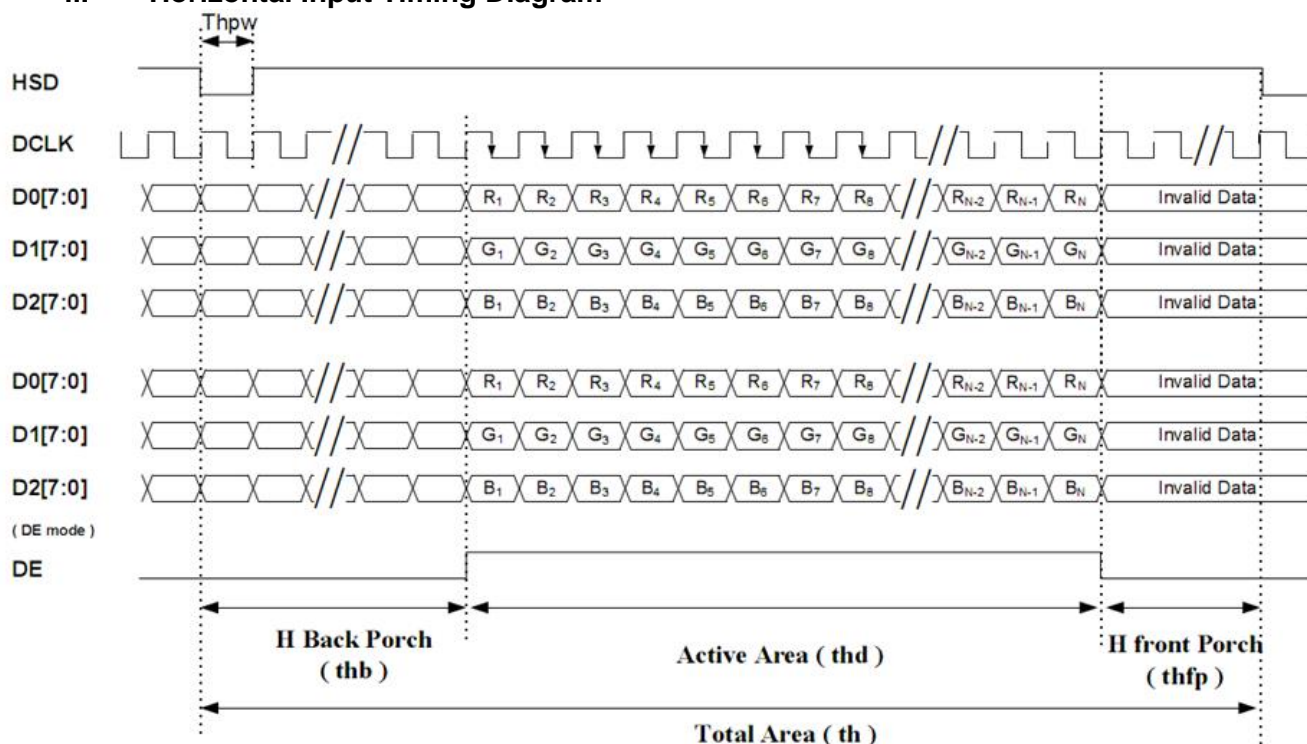 Horizontal Input Timing Diagram
Thpw
HSD
DCLK
D0[7:0] R1 R2 R3 R4 R5 R6 R7 R8 RN-2 RN-1 RN Invalid Data
D1[7:0] G1 G2 G3 G4 G5 G6 G7 G8 GN-2 GN-1 GN Invalid Data
D2[7:0] B1 B2 B3 B4 B5 B6 B7 B8 BN-2 BN-1 BN Invalid Data
D0[7:0] R1 R2 R3 R4 R5 R6 R7 R8 RN-2 RN-1 RN Invalid Data
D1[7:0] G1 G2 G3 G4 G5 G6 G7 G8 GN-2 GN-1 GN Invalid Data
D2[7:0] B1 B2 B3 B4 B5 B6 B7 B8 BN-2 BN-1 BN Invalid Data
( DE mode )
DE
H Back Porch
( thb )
Active Area ( thd )
H front Porch
( thfp )
Total Area ( th )